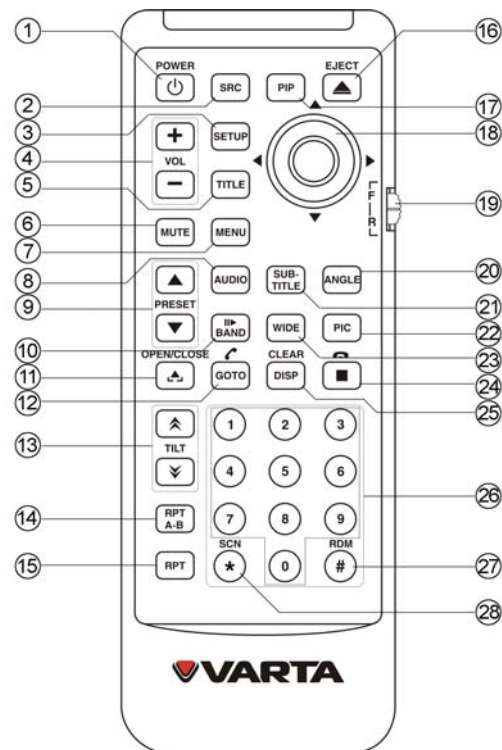 1 POWER EJECT 16
2 SRC PIP 17
3 + SETUP 18
4 VOL
5 − TITLE F 19
6 MUTE R
7 MENU
8 AUDIO SUB-TITLE ANGLE 20
9 PRESET 21
10 BAND WIDE PIC 22
OPEN/CLOSE CLEAR 23
11 GOTO DISP 24
12 25
13 TILT 1 2 3
4 5 6 26
14 RPT A-B 7 8 9
SCN RDM
15 RPT * 0 # 27
28
VARTA